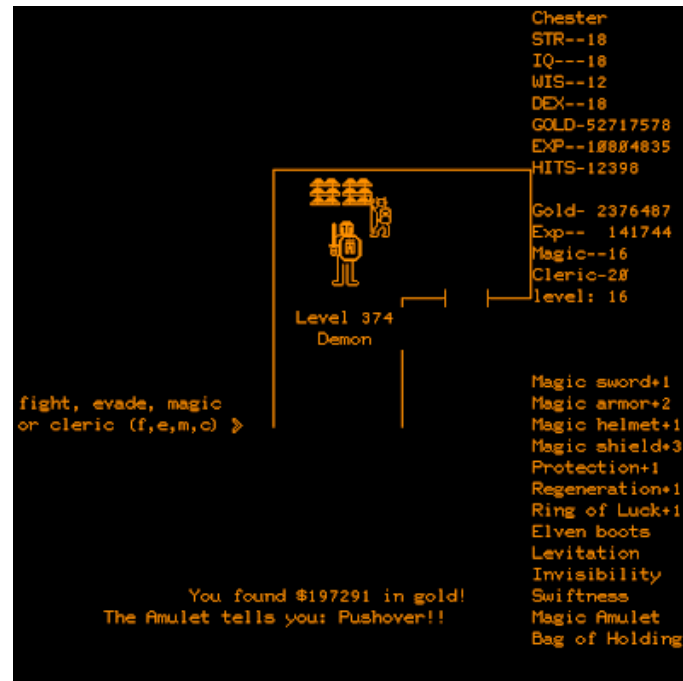 Chester
STR--18
IQ---18
WIS--12
DEX--18
GOLD-52717578
EXP--10804835
HITS-12398
Gold- 2376487
Exp-- 141744
Magic--16
Cleric-20
level: 16
Level 374
Demon
fight, evade, magic
or cleric (f,e,m,c) >
Magic sword+1
Magic armor+2
Magic helmet+1
Magic shield+3
Protection+1
Regeneration+1
Ring of Luck+1
Elven boots
Levitation
Invisibility
Swiftness
Magic Amulet
Bag of Holding
You found $197291 in gold!
The Amulet tells you: Pushover!!